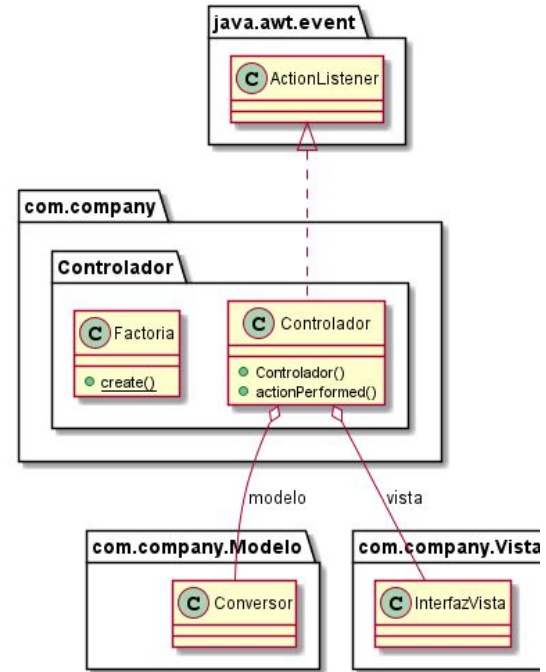 java.awt.event
C ActionListener
com.company
Controlador
C Factoria
create()
C Controlador
Controlador()
actionPerformed()
modelo
vista
com.company.Modelo
C Conversor
com.company.Vista
C InterfazVista